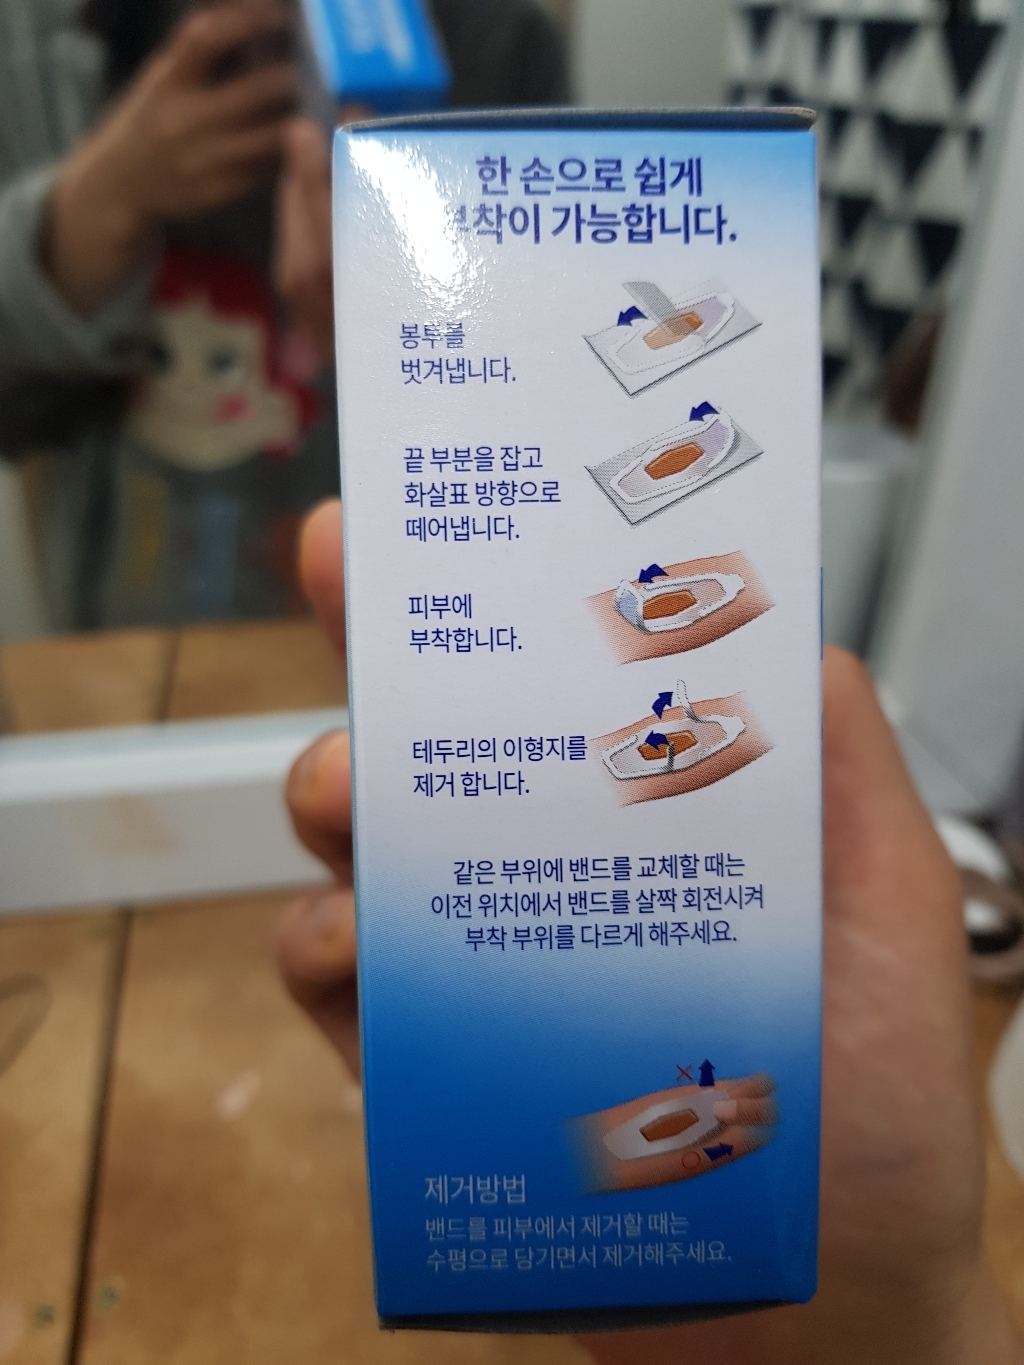 한 손으로 쉽게
부착이 가능합니다.
봉투를
벗겨냅니다.
끝 부분을 잡고
화살표 방향으로
떼어냅니다.
피부에
부착합니다.
테두리의 이형지를
제거 합니다.
같은 부위에 밴드를 교체할 때는
이전 위치에서 밴드를 살짝 회전시켜
부착 부위를 다르게 해주세요.
제거방법
밴드를 피부에서 제거할 때는
수평으로 당기면서 제거해주세요.